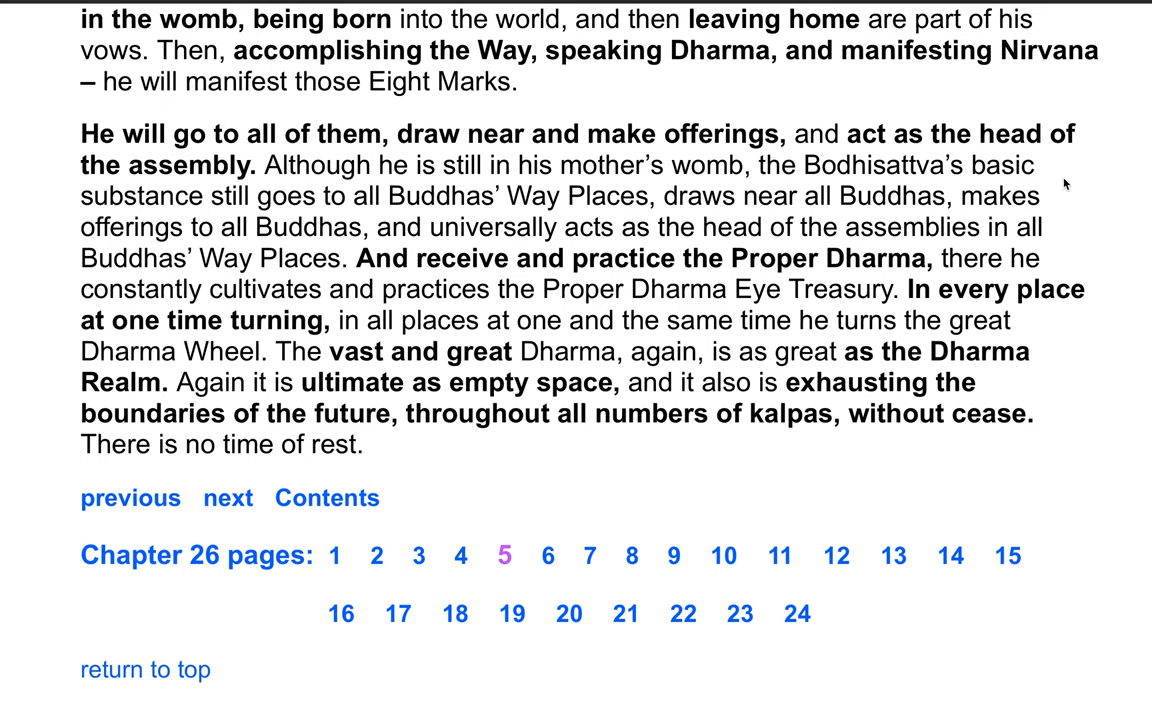 in the womb, being born into the world, and then leaving home are part of his
vows. Then, accomplishing the Way, speaking Dharma, and manifesting Nirvana
– he will manifest those Eight Marks.
He will go to all of them, draw near and make offerings, and act as the head of
the assembly. Although he is still in his mother’s womb, the Bodhisattva’s basic
substance still goes to all Buddhas’ Way Places, draws near all Buddhas, makes
offerings to all Buddhas, and universally acts as the head of the assemblies in all
Buddhas’ Way Places. And receive and practice the Proper Dharma, there he
constantly cultivates and practices the Proper Dharma Eye Treasury. In every place
at one time turning, in all places at one and the same time he turns the great
Dharma Wheel. The vast and great Dharma, again, is as great as the Dharma
Realm. Again it is ultimate as empty space, and it also is exhausting the
boundaries of the future, throughout all numbers of kalpas, without cease.
There is no time of rest.
previous next Contents
Chapter 26 pages: 1 2 3 4 5 6 7 8 9 10 11 12 13 14 15
16 17 18 19 20 21 22 23 24
return to top